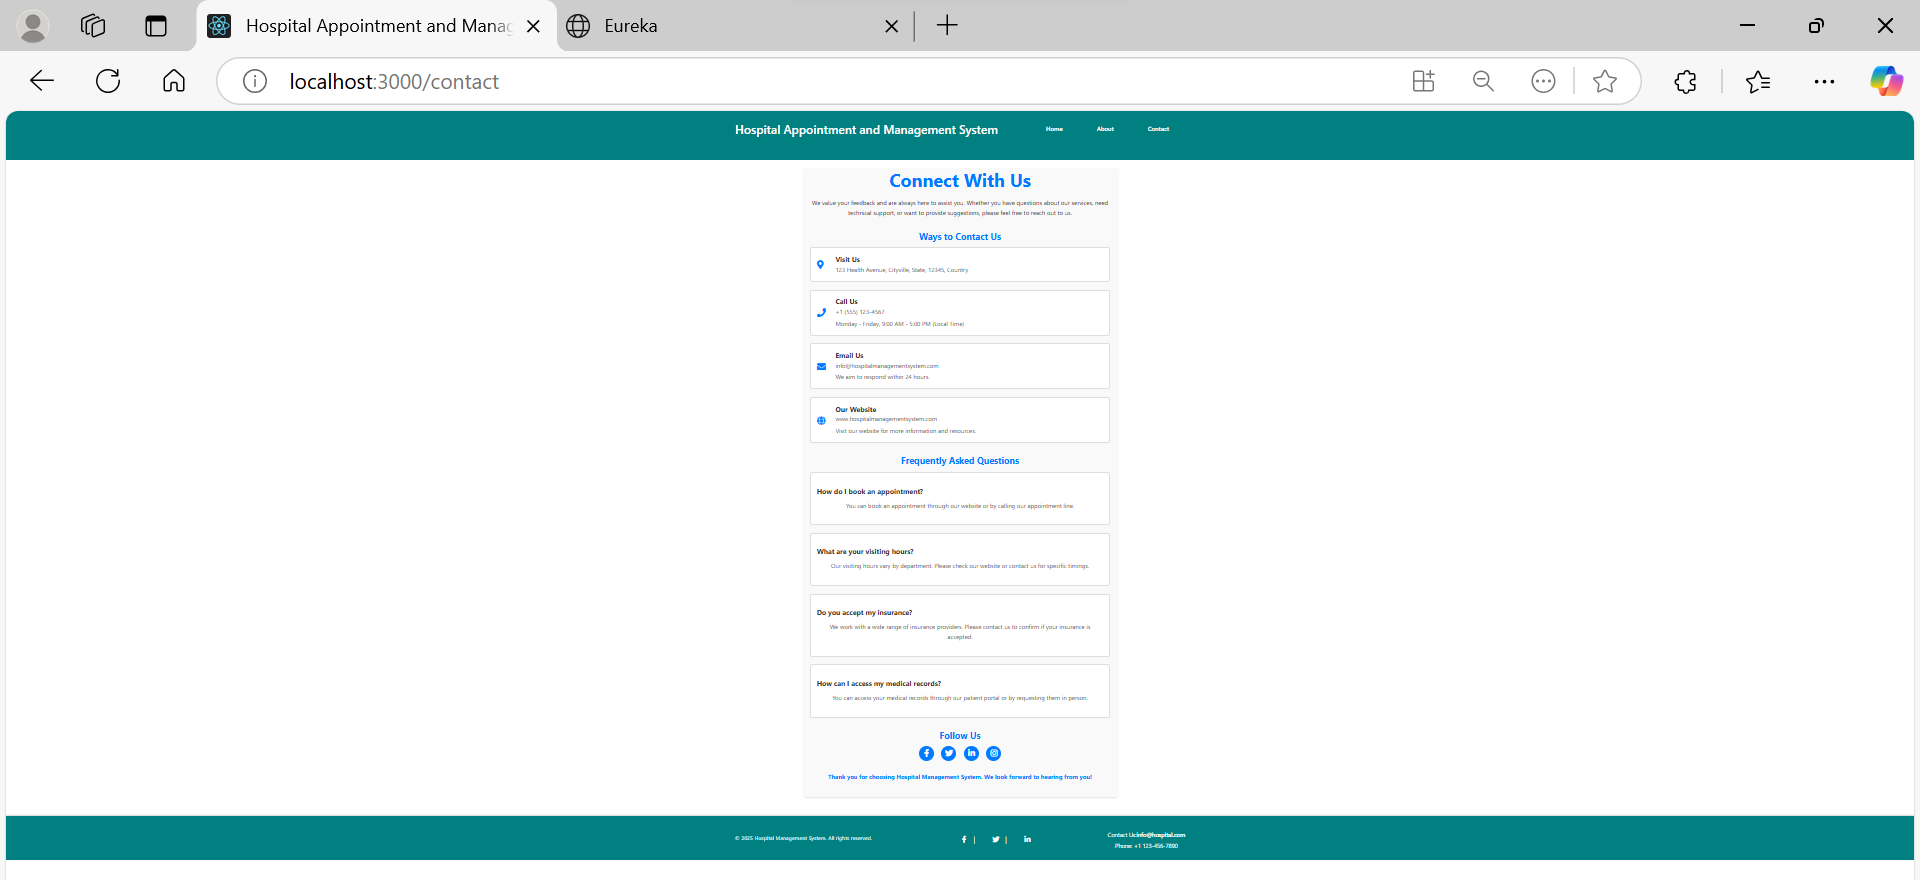 Hospital Appointment and Manag
Eureka
localhost:3000/contact
Hospital Appointment and Management System
Home
About
Contact
Connect With Us
We value your feedback and are always here to assist you. Whether you have questions about our services, need
technical support, or want to provide suggestions, please feel free to reach out to us.
Ways to Contact Us
Visit Us
123 Health Avenue, Cityville, State, 12345, Country
Call Us
+1 (555) 123-4567
Monday - Friday, 9:00 AM - 5:00 PM (Local Time)
Email Us
info@hospitalmanagementsystem.com
We aim to respond within 24 hours.
Our Website
www.hospitalmanagementsystem.com
Visit our website for more information and resources.
Frequently Asked Questions
How do I book an appointment?
You can book an appointment through our website or by calling our appointment line.
What are your visiting hours?
Our visiting hours vary by department. Please check our website or contact us for specific timings.
Do you accept my insurance?
We work with a wide range of insurance providers. Please contact us to confirm if your insurance is
accepted.
How can I access my medical records?
You can access your medical records through our patient portal or by requesting them in person.
Follow Us
Thank you for choosing Hospital Management System. We look forward to hearing from you!
© 2025 Hospital Management System. All rights reserved.
| |
Contact Us:info@hospital.com
Phone: +1 123-456-7890